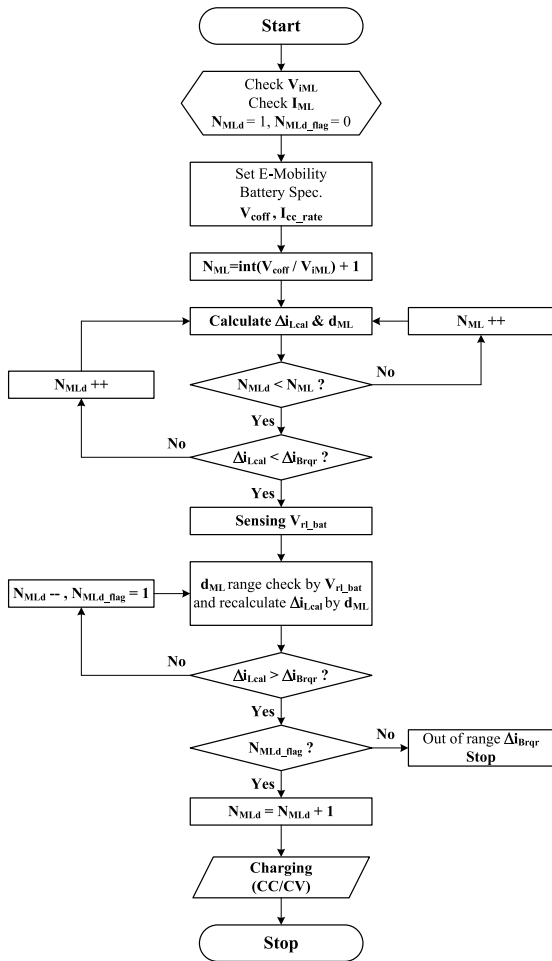 Start
Check V_iML
Check I_ML
N_MLd = 1, N_MLd_flag = 0
Set E-Mobility
Battery Spec.
V_coff , I_cc_rate
N_ML=int(V_coff / V_iML) + 1
Calculate Δi_Lcal & d_ML
N_ML ++
N_MLd ++
N_MLd < N_ML ?
No
Yes
No
Δi_Lcal < Δi_Brqr ?
Yes
Sensing V_rl_bat
N_MLd -- , N_MLd_flag = 1
d_ML range check by V_rl_bat
and recalculate Δi_Lcal by d_ML
No
Δi_Lcal > Δi_Brqr ?
Yes
N_MLd_flag ?
No
Out of range Δi_Brqr
Stop
Yes
N_MLd = N_MLd + 1
Charging
(CC/CV)
Stop